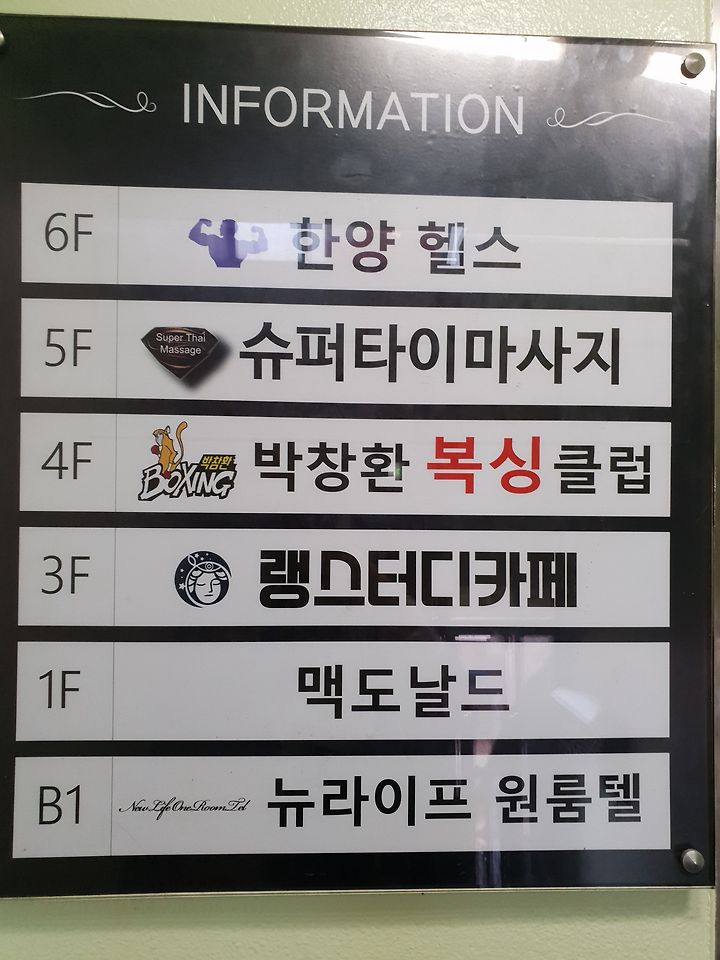 INFORMATION
6F 한양 헬스
5F Super Thai Massage 슈퍼타이마사지
4F 박창환 BOXING 박창환 복싱클럽
3F 랭스터디카페
1F 맥도날드
B1 New Life One Room Tel 뉴라이프 원룸텔